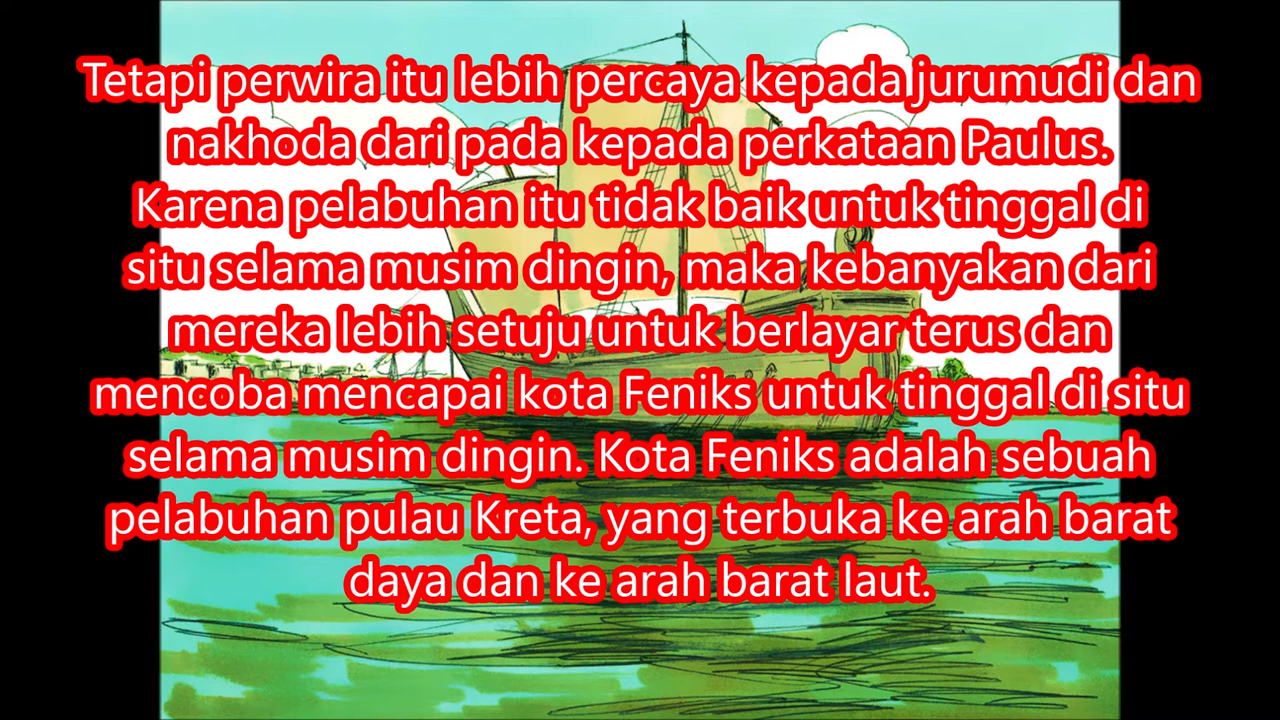 Tetapi perwira itu lebih percaya kepada jurumudi dan
nakhoda dari pada kepada perkataan Paulus.
Karena pelabuhan itu tidak baik untuk tinggal di
situ selama musim dingin, maka kebanyakan dari
mereka lebih setuju untuk berlayar terus dan
mencoba mencapai kota Feniks untuk tinggal di situ
selama musim dingin. Kota Feniks adalah sebuah
pelabuhan pulau Kreta, yang terbuka ke arah barat
daya dan ke arah barat laut.